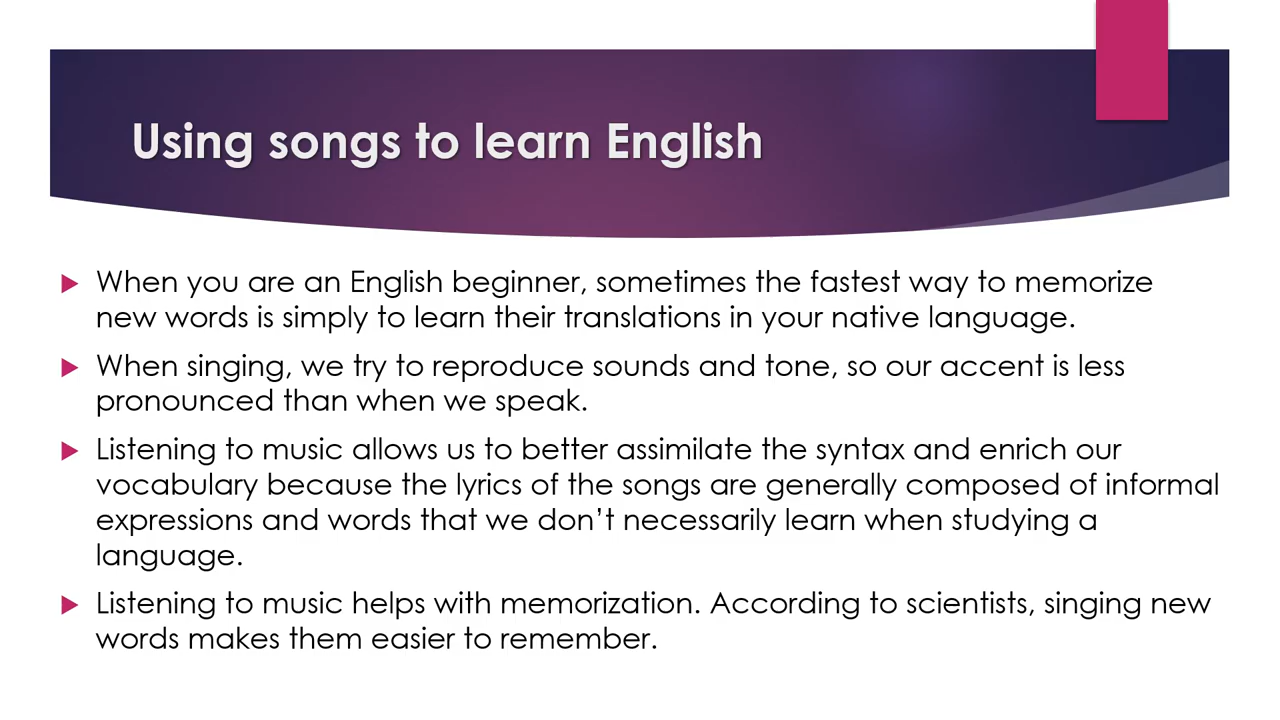 Using songs to learn English
When you are an English beginner, sometimes the fastest way to memorize
new words is simply to learn their translations in your native language.
When singing, we try to reproduce sounds and tone, so our accent is less
pronounced than when we speak.
Listening to music allows us to better assimilate the syntax and enrich our
vocabulary because the lyrics of the songs are generally composed of informal
expressions and words that we don’t necessarily learn when studying a
language.
Listening to music helps with memorization. According to scientists, singing new
words makes them easier to remember.